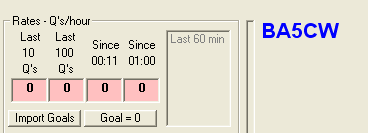 Rates - Q's/hour
Last 10 Q's
Last 100 Q's
Since 00:11
Since 01:00
Last 60 min
0 0 0 0
Import Goals
Goal = 0
BA5CW